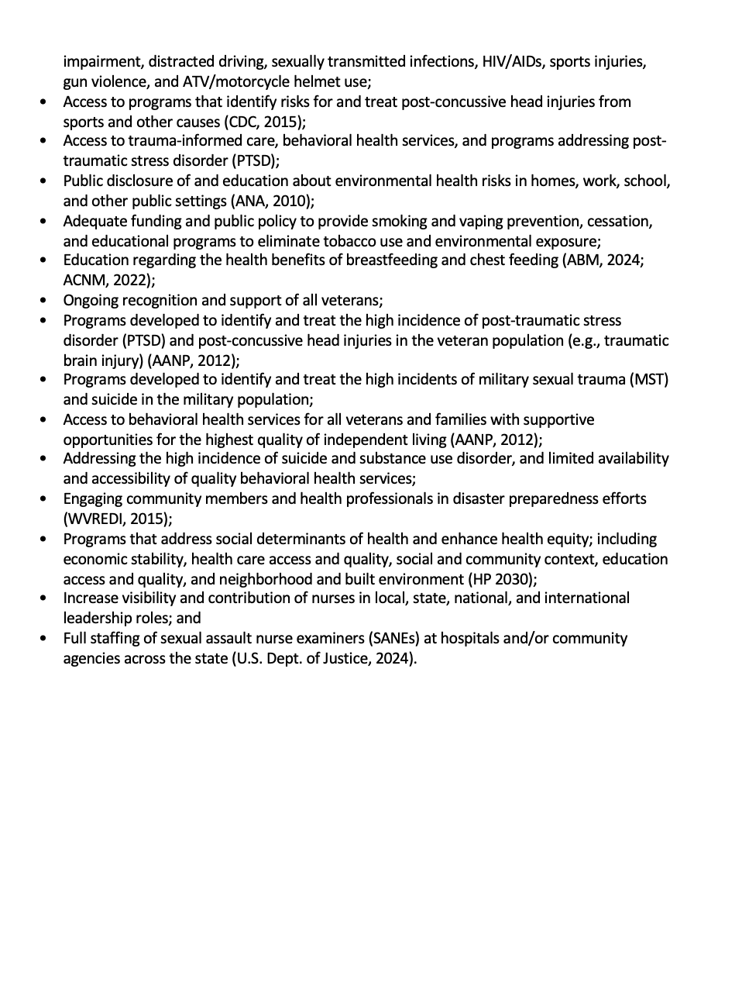 impairment, distracted driving, sexually transmitted infections, HIV/AIDs, sports injuries,
gun violence, and ATV/motorcycle helmet use;
• Access to programs that identify risks for and treat post-concussive head injuries from
sports and other causes (CDC, 2015);
• Access to trauma-informed care, behavioral health services, and programs addressing post-
traumatic stress disorder (PTSD);
• Public disclosure of and education about environmental health risks in homes, work, school,
and other public settings (ANA, 2010);
• Adequate funding and public policy to provide smoking and vaping prevention, cessation,
and educational programs to eliminate tobacco use and environmental exposure;
• Education regarding the health benefits of breastfeeding and chest feeding (ABM, 2024;
ACNM, 2022);
• Ongoing recognition and support of all veterans;
• Programs developed to identify and treat the high incidence of post-traumatic stress
disorder (PTSD) and post-concussive head injuries in the veteran population (e.g., traumatic
brain injury) (AANP, 2012);
• Programs developed to identify and treat the high incidents of military sexual trauma (MST)
and suicide in the military population;
• Access to behavioral health services for all veterans and families with supportive
opportunities for the highest quality of independent living (AANP, 2012);
• Addressing the high incidence of suicide and substance use disorder, and limited availability
and accessibility of quality behavioral health services;
• Engaging community members and health professionals in disaster preparedness efforts
(WVREDI, 2015);
• Programs that address social determinants of health and enhance health equity; including
economic stability, health care access and quality, social and community context, education
access and quality, and neighborhood and built environment (HP 2030);
• Increase visibility and contribution of nurses in local, state, national, and international
leadership roles; and
• Full staffing of sexual assault nurse examiners (SANEs) at hospitals and/or community
agencies across the state (U.S. Dept. of Justice, 2024).